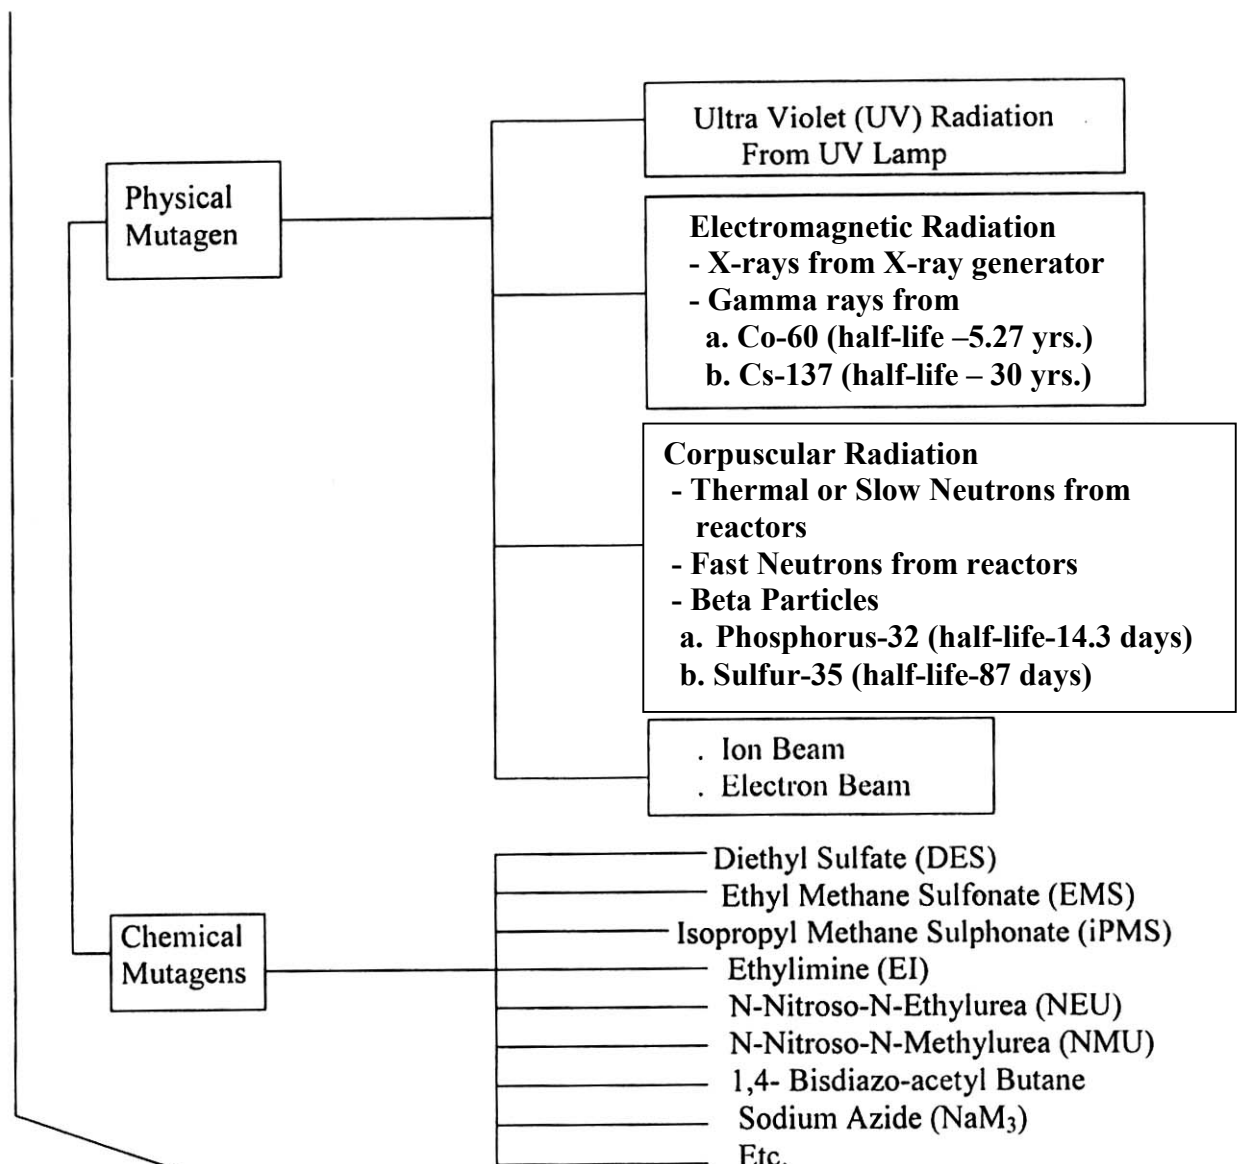 Ultra Violet (UV) Radiation
From UV Lamp
Physical
Mutagen
Electromagnetic Radiation
- X-rays from X-ray generator
- Gamma rays from
a. Co-60 (half-life –5.27 yrs.)
b. Cs-137 (half-life – 30 yrs.)
Corpuscular Radiation
- Thermal or Slow Neutrons from
reactors
- Fast Neutrons from reactors
- Beta Particles
a. Phosphorus-32 (half-life-14.3 days)
b. Sulfur-35 (half-life-87 days)
. Ion Beam
. Electron Beam
Chemical
Mutagens
Diethyl Sulfate (DES)
Ethyl Methane Sulfonate (EMS)
Isopropyl Methane Sulphonate (iPMS)
Ethylimine (EI)
N-Nitroso-N-Ethylurea (NEU)
N-Nitroso-N-Methylurea (NMU)
1,4- Bisdiazo-acetyl Butane
Sodium Azide (NaM₃)
Etc.